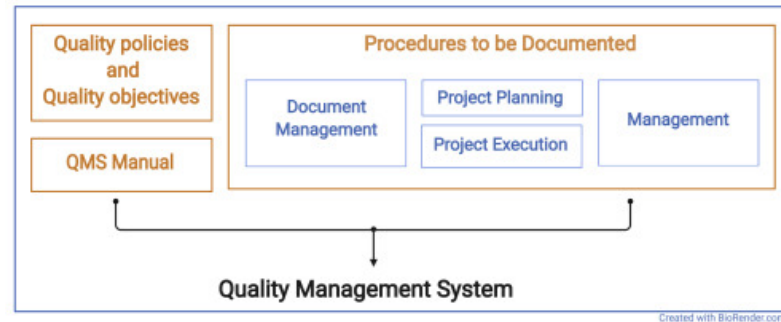 Quality policies
and
Quality objectives
QMS Manual
Procedures to be Documented
Document
Management
Project Planning
Project Execution
Management
Quality Management System
Created with BioRender.com